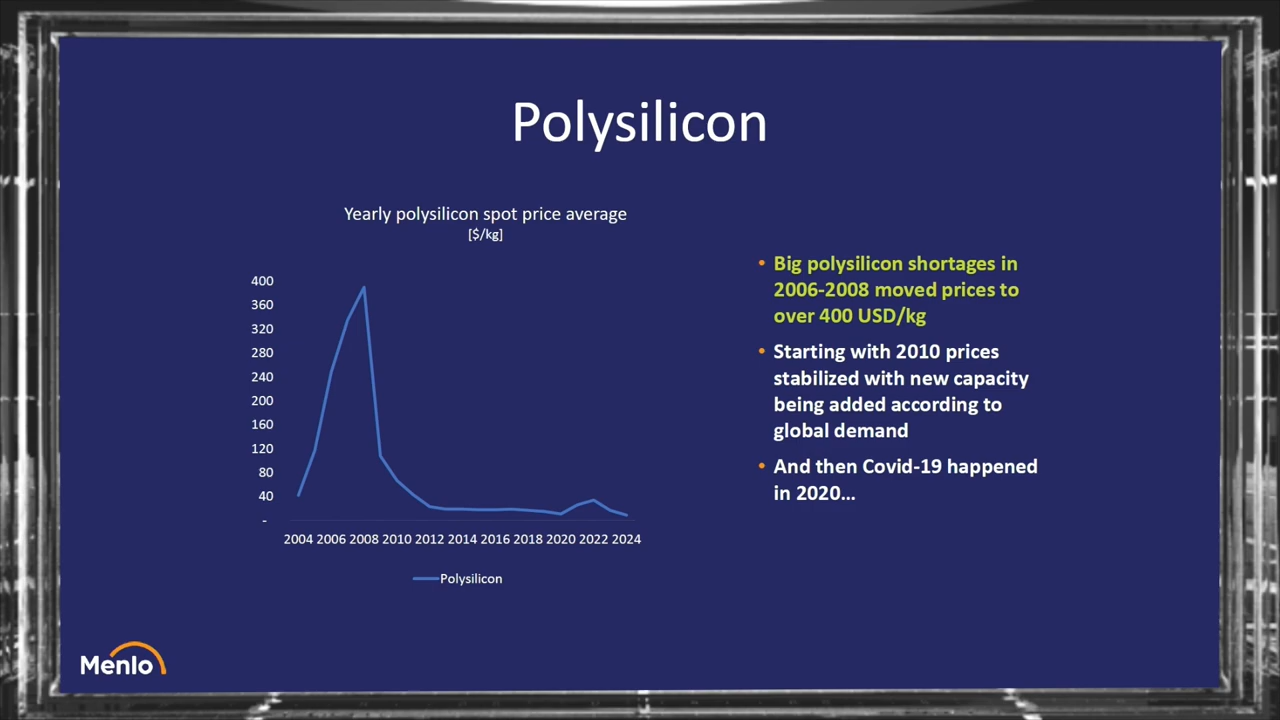 Polysilicon
Yearly polysilicon spot price average
[$/kg]
400
360
320
280
240
200
160
120
80
40
-
2004 2006 2008 2010 2012 2014 2016 2018 2020 2022 2024
Polysilicon
• Big polysilicon shortages in
2006-2008 moved prices to
over 400 USD/kg
• Starting with 2010 prices
stabilized with new capacity
being added according to
global demand
• And then Covid-19 happened
in 2020...
Menlo